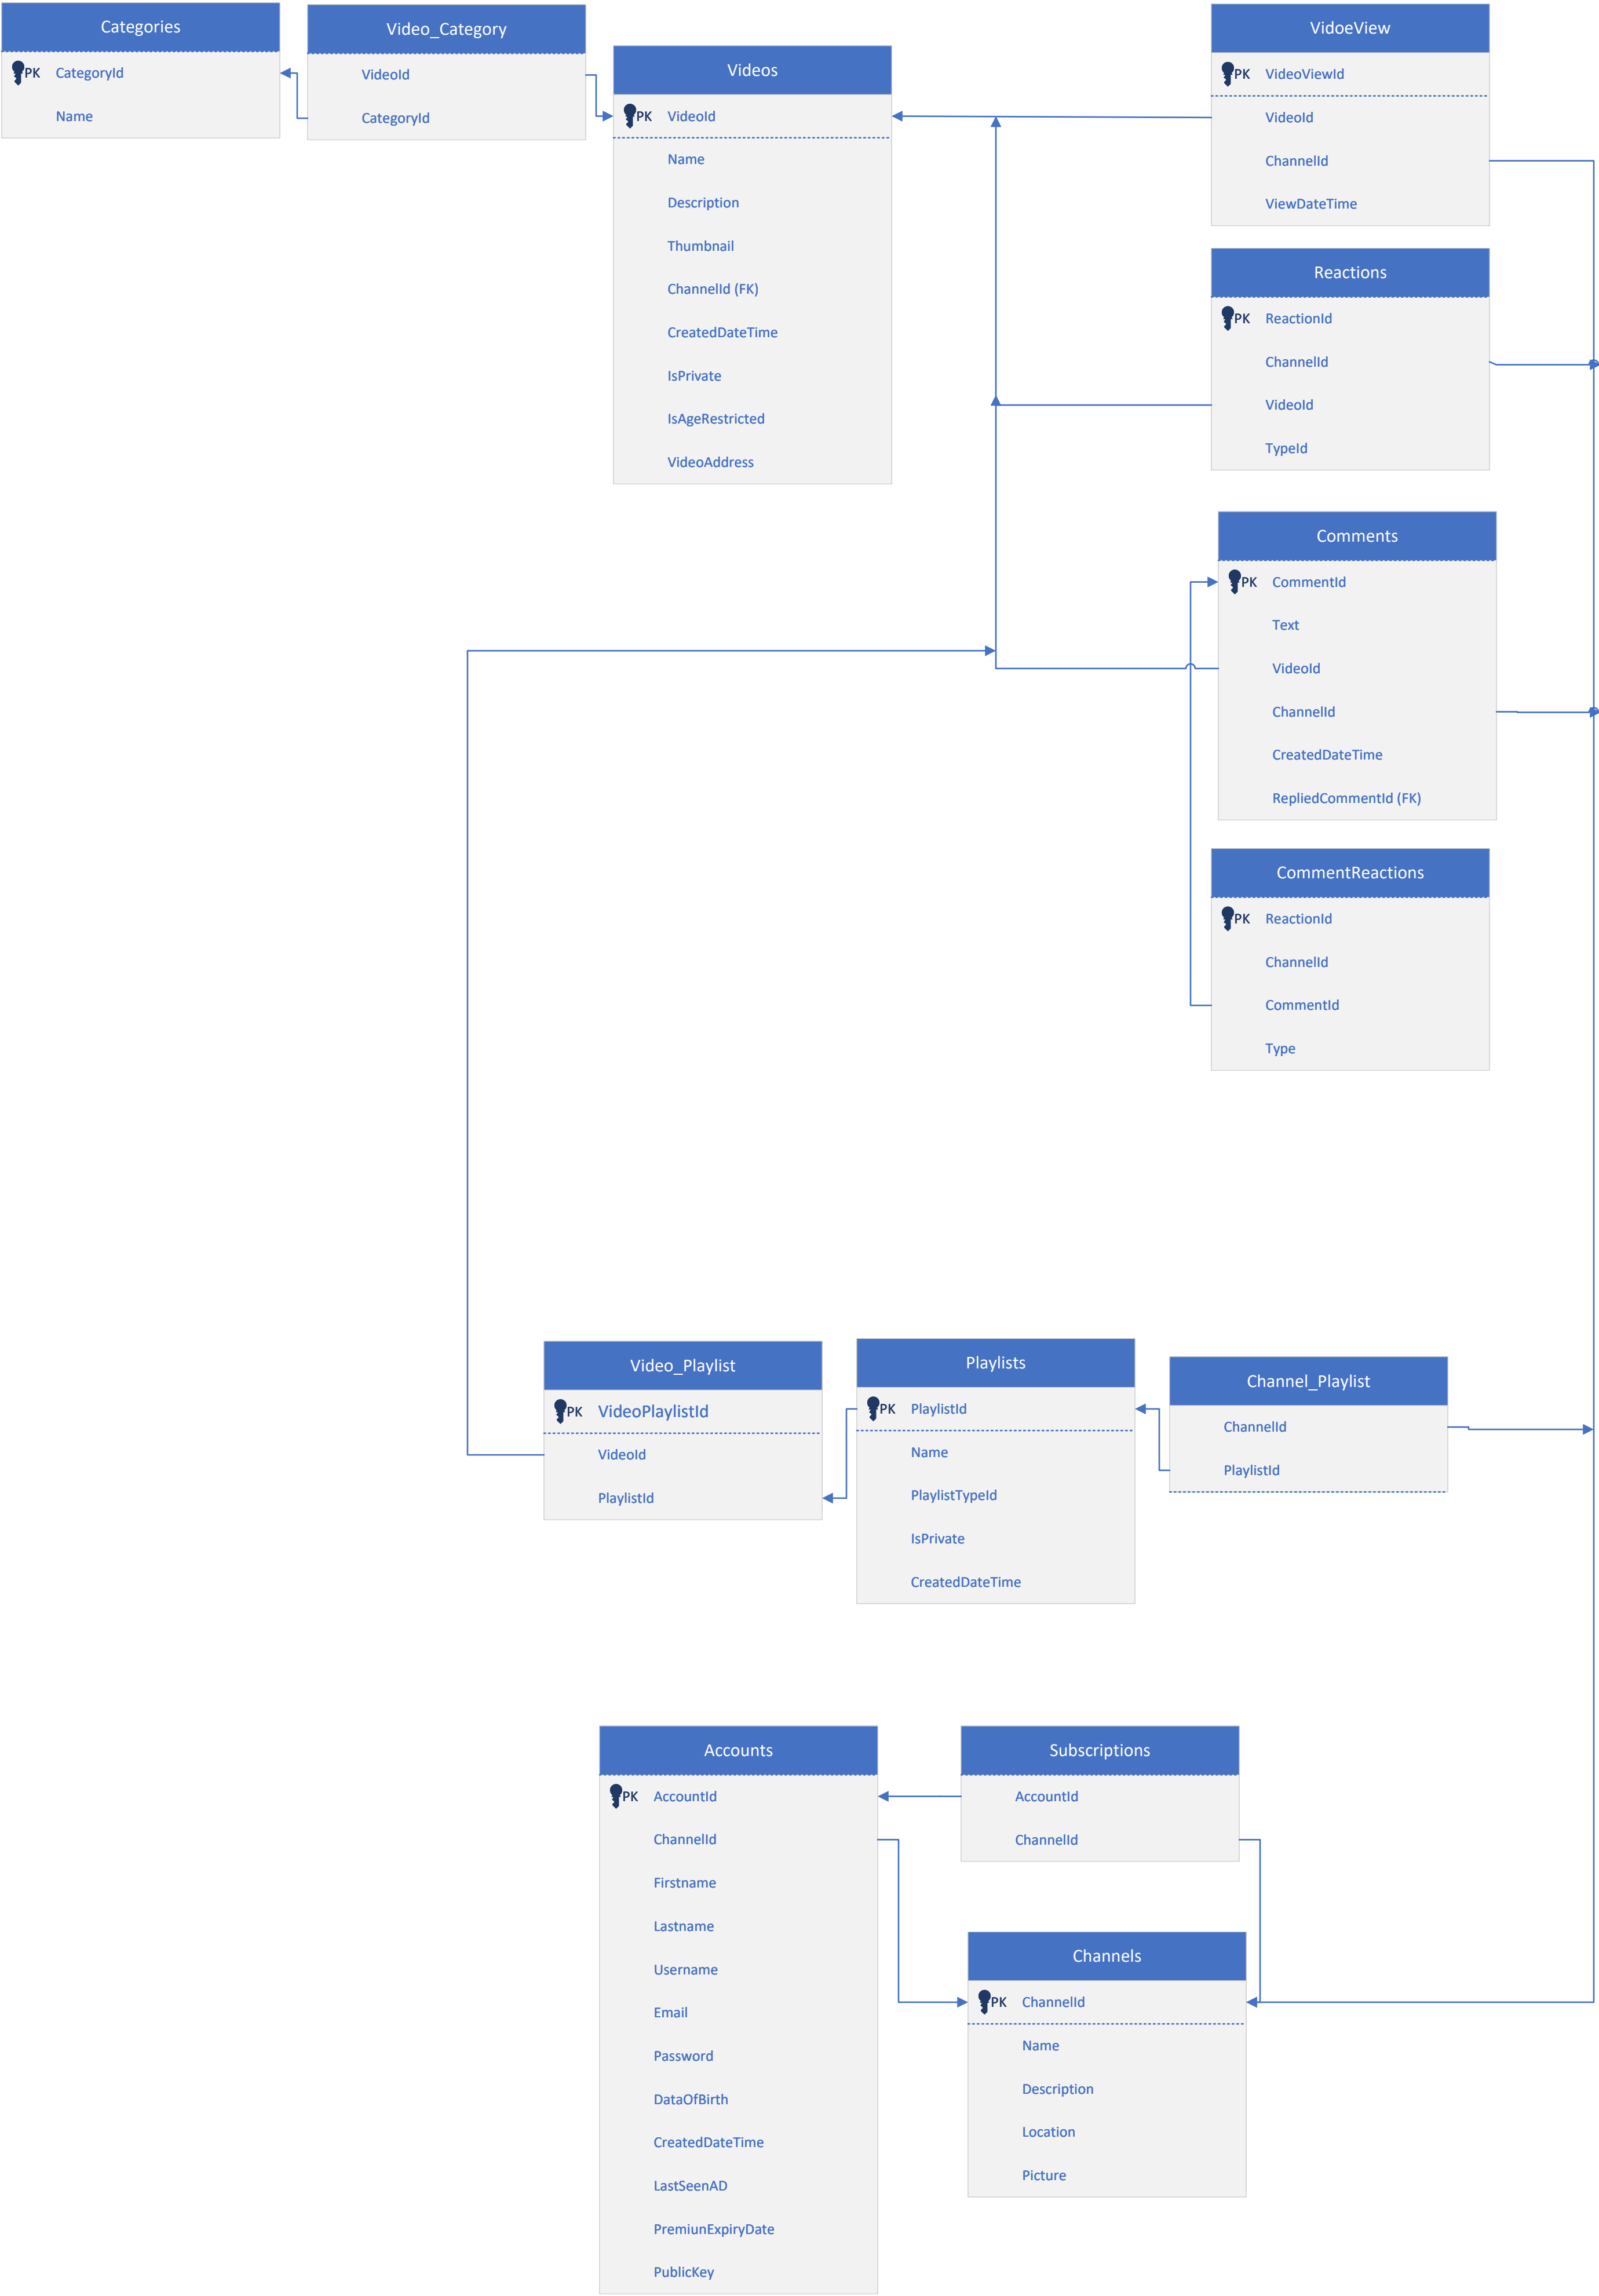 Categories
PK CategoryId
Name
Video_Category
VideoId
CategoryId
Videos
PK VideoId
Name
Description
Thumbnail
ChannelId (FK)
CreatedDateTime
IsPrivate
IsAgeRestricted
VideoAddress
VidoeView
PK VideoViewId
VideoId
ChannelId
ViewDateTime
Reactions
PK ReactionId
ChannelId
VideoId
TypeId
Comments
PK CommentId
Text
VideoId
ChannelId
CreatedDateTime
RepliedCommentId (FK)
CommentReactions
PK ReactionId
ChannelId
CommentId
Type
Video_Playlist
PK VideoPlaylistId
VideoId
PlaylistId
Playlists
PK PlaylistId
Name
PlaylistTypeId
IsPrivate
CreatedDateTime
Channel_Playlist
ChannelId
PlaylistId
Accounts
PK AccountId
ChannelId
Firstname
Lastname
Username
Email
Password
DataOfBirth
CreatedDateTime
LastSeenAD
PremiunExpiryDate
PublicKey
Subscriptions
AccountId
ChannelId
Channels
PK ChannelId
Name
Description
Location
Picture